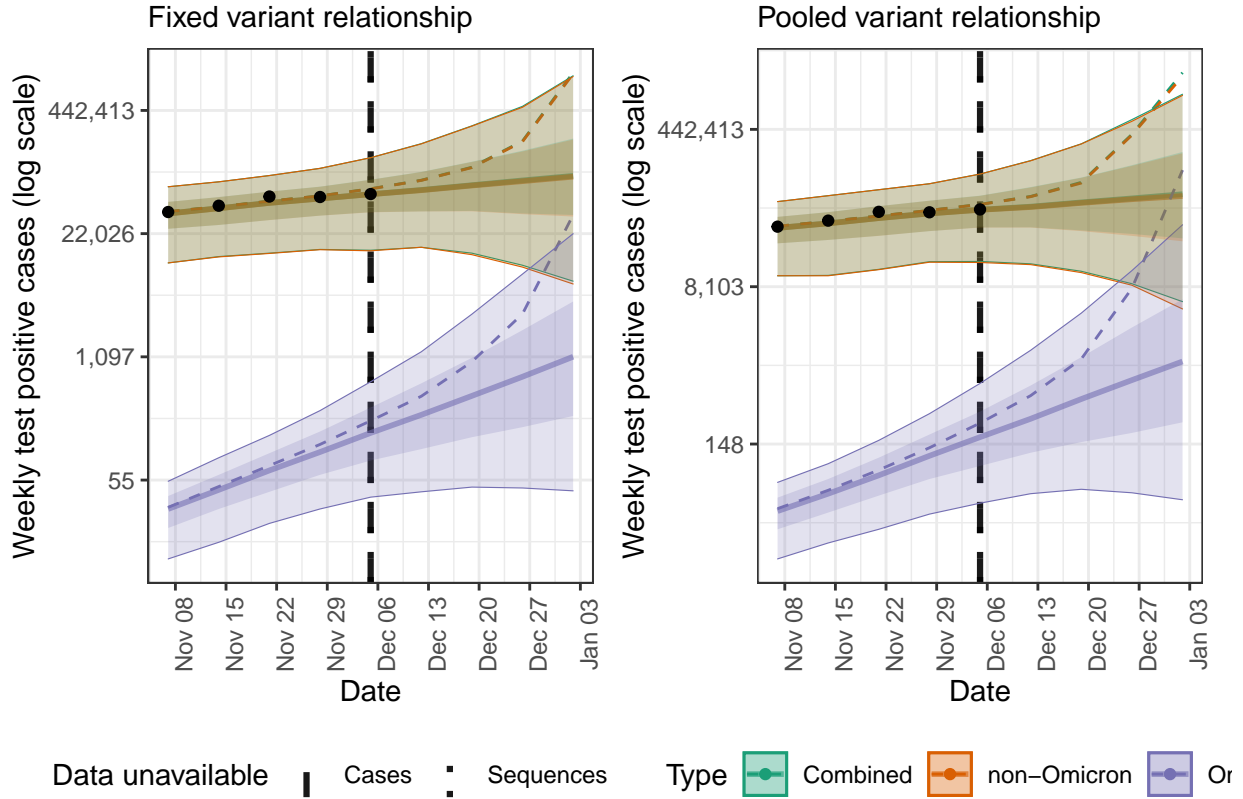 Fixed variant relationship
Pooled variant relationship
Weekly test positive cases (log scale)
442,413
22,026
1,097
55
Nov 08
Nov 15
Nov 22
Nov 29
Dec 06
Dec 13
Dec 20
Dec 27
Jan 03
Date
Weekly test positive cases (log scale)
442,413
8,103
148
Nov 08
Nov 15
Nov 22
Nov 29
Dec 06
Dec 13
Dec 20
Dec 27
Jan 03
Date
Data unavailable Cases Sequences Type Combined non−Omicron